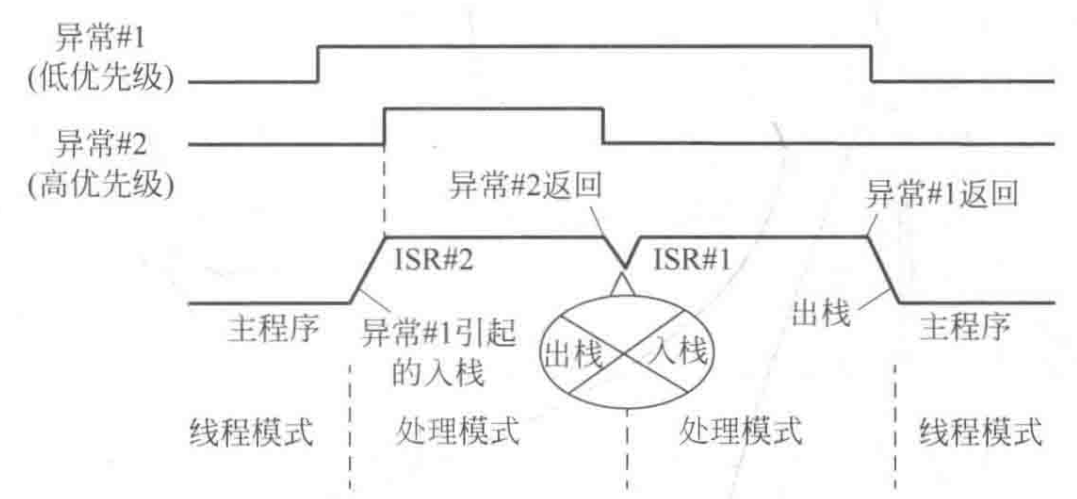 异常#1
(低优先级)
异常#2
(高优先级)
异常#2返回
异常#1返回
ISR#2
ISR#1
主程序
异常#1引起
的入栈
出栈
入栈
出栈
主程序
线程模式
处理模式
处理模式
线程模式